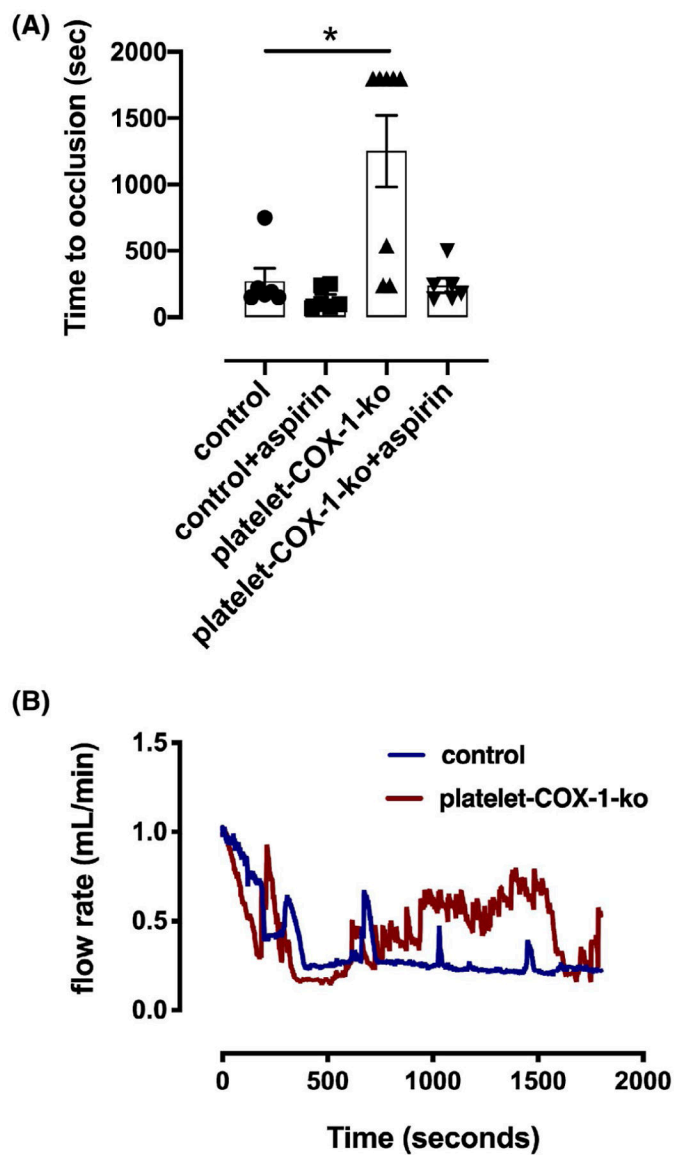 (A)
*
Time to occlusion (sec)
2000
1500
1000
500
0
control
control+aspirin
platelet-COX-1-ko
platelet-COX-1-ko+aspirin
(B)
flow rate (mL/min)
1.5
1.0
0.5
0.0
control
platelet-COX-1-ko
0 500 1000 1500 2000
Time (seconds)